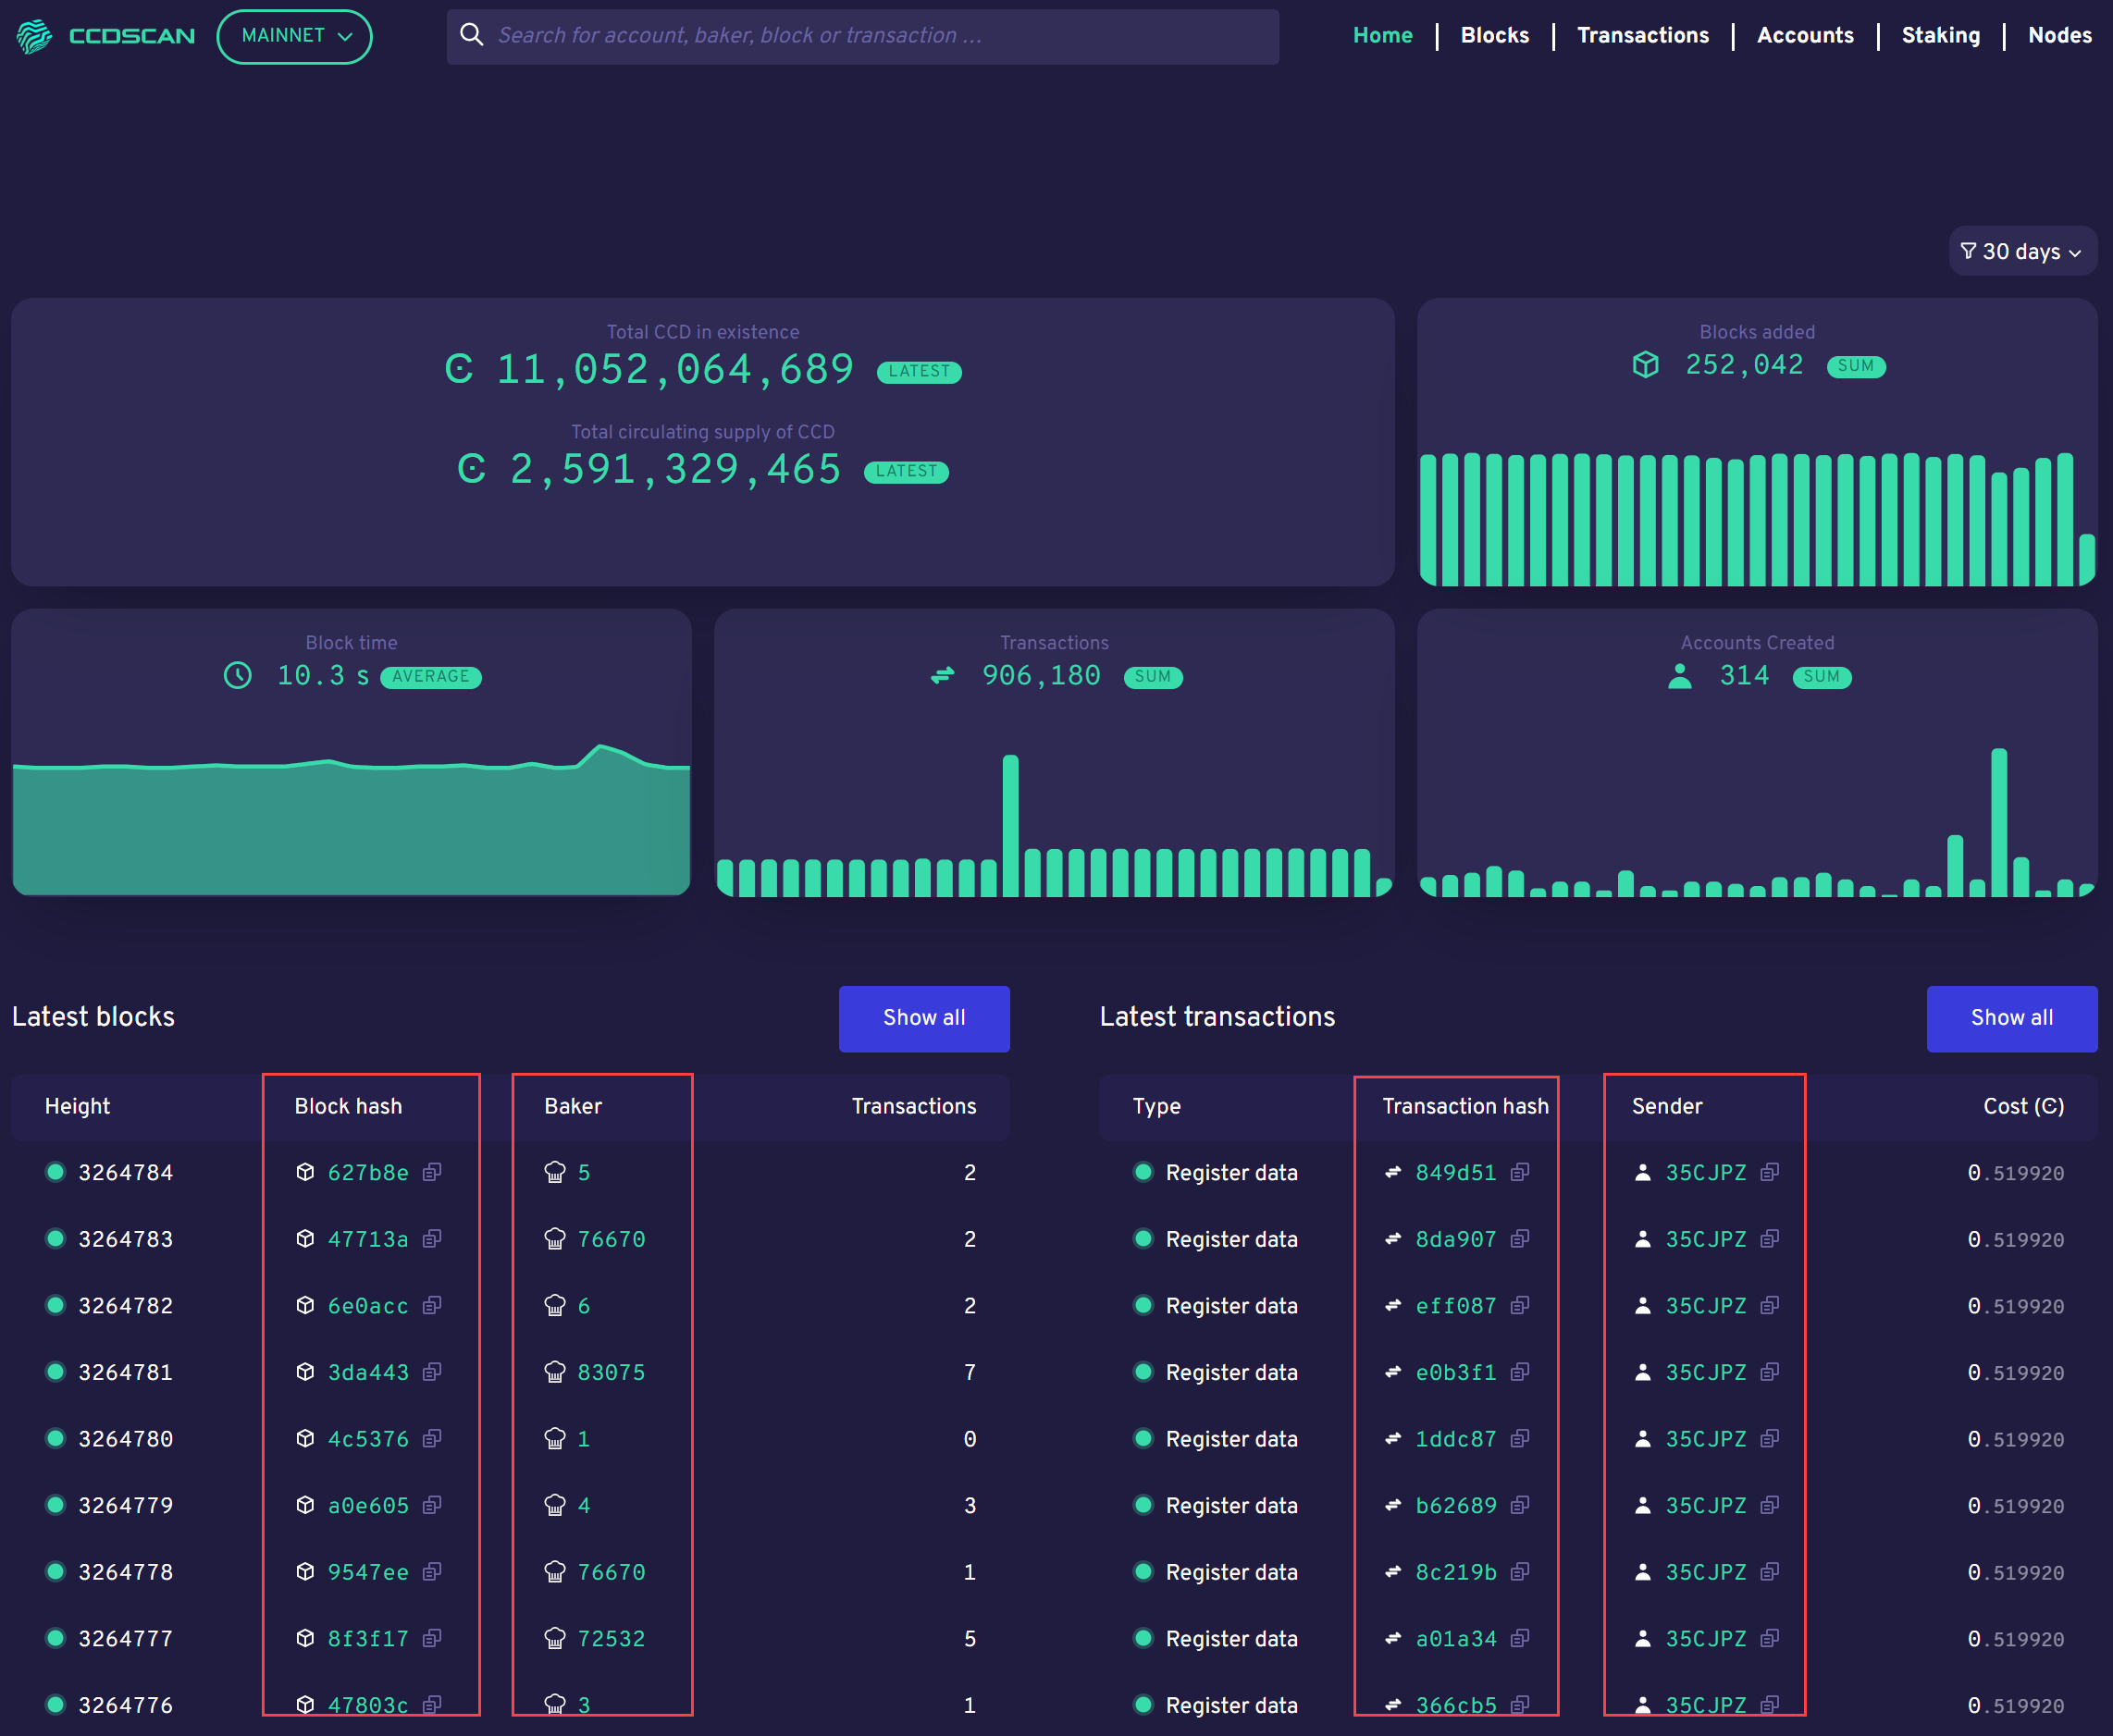 CCDSCAN MAINNET Search for account, baker, block or transaction … Home Blocks Transactions Accounts Staking Nodes
30 days
Total CCD in existence
11,052,064,689 LATEST
Total circulating supply of CCD
2,591,329,465 LATEST
Blocks added
252,042 SUM
Block time
10.3 s AVERAGE
Transactions
906,180 SUM
Accounts Created
314 SUM
Latest blocks Show all
Height Block hash Baker Transactions
3264784 627b8e 5 2
3264783 47713a 76670 2
3264782 6e0acc 6 2
3264781 3da443 83075 7
3264780 4c5376 1 0
3264779 a0e605 4 3
3264778 9547ee 76670 1
3264777 8f3f17 72532 5
3264776 47803c 3 1
Latest transactions Show all
Type Transaction hash Sender Cost (Ͼ)
Register data 849d51 35CJPZ 0.519920
Register data 8da907 35CJPZ 0.519920
Register data eff087 35CJPZ 0.519920
Register data e0b3f1 35CJPZ 0.519920
Register data 1ddc87 35CJPZ 0.519920
Register data b62689 35CJPZ 0.519920
Register data 8c219b 35CJPZ 0.519920
Register data a01a34 35CJPZ 0.519920
Register data 366cb5 35CJPZ 0.519920